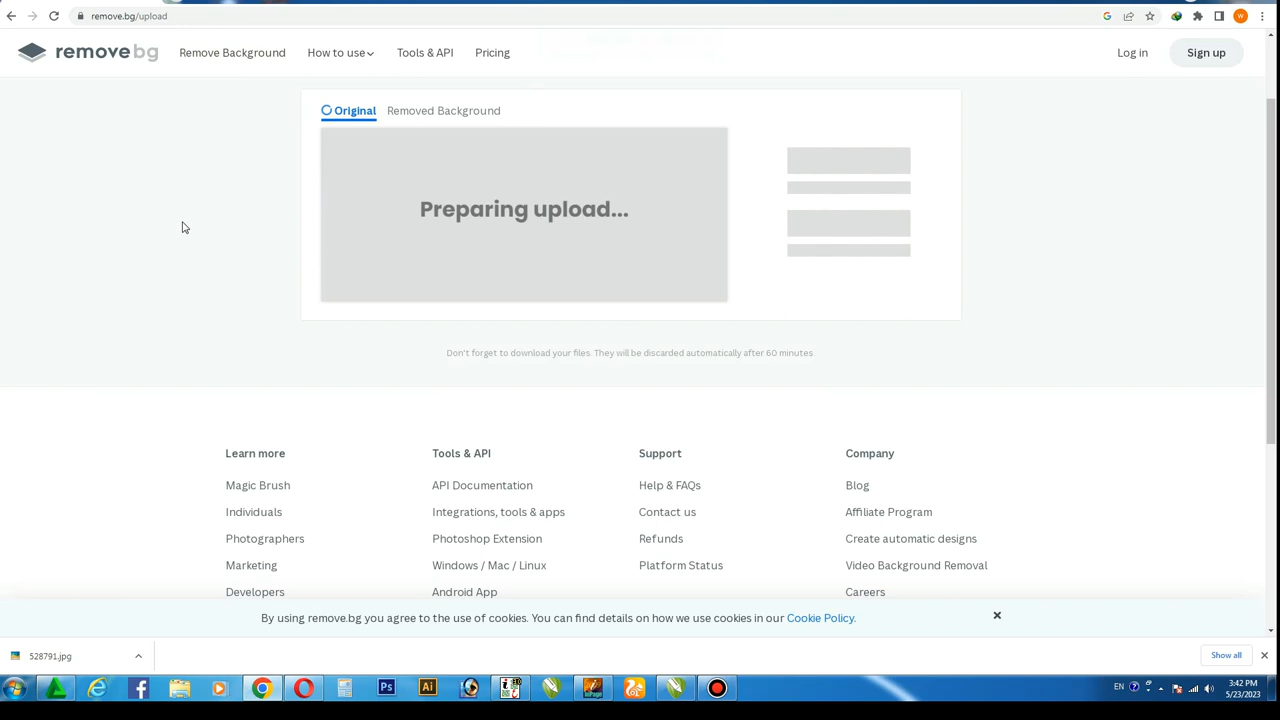 remove.bg/upload
removebg
Remove Background
How to use
Tools & API
Pricing
Log in
Sign up
Original
Removed Background
Preparing upload...
Don't forget to download your files. They will be discarded automatically after 60 minutes.
Learn more
Tools & API
Support
Company
Magic Brush
API Documentation
Help & FAQs
Blog
Individuals
Integrations, tools & apps
Contact us
Affiliate Program
Photographers
Photoshop Extension
Refunds
Create automatic designs
Marketing
Windows / Mac / Linux
Platform Status
Video Background Removal
Developers
Android App
Careers
By using remove.bg you agree to the use of cookies. You can find details on how we use cookies in our Cookie Policy.
528791.jpg
Show all
Ps
Ai
EN
3:42 PM
5/23/2023